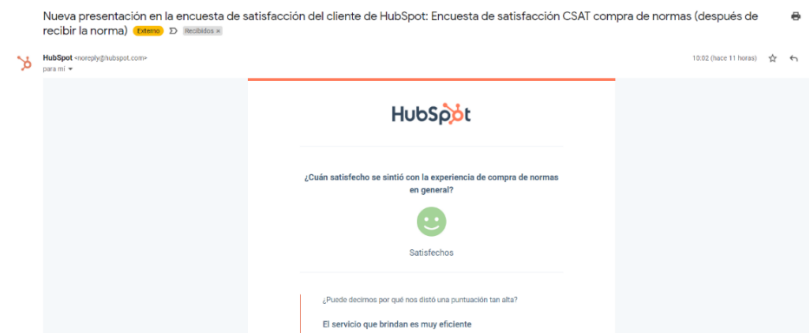 Nueva presentación en la encuesta de satisfacción del cliente de HubSpot: Encuesta de satisfacción CSAT compra de normas (después de
recibir la norma) Externo Recibidos ×
HubSpot <noreply@hubspot.com>
10:02 (hace 11 horas)
para mí
HubSpot
¿Cuán satisfecho se sintió con la experiencia de compra de normas
en general?
Satisfechos
¿Puede decirnos por qué nos distó una puntuación tan alta?
El servicio que brindan es muy eficiente